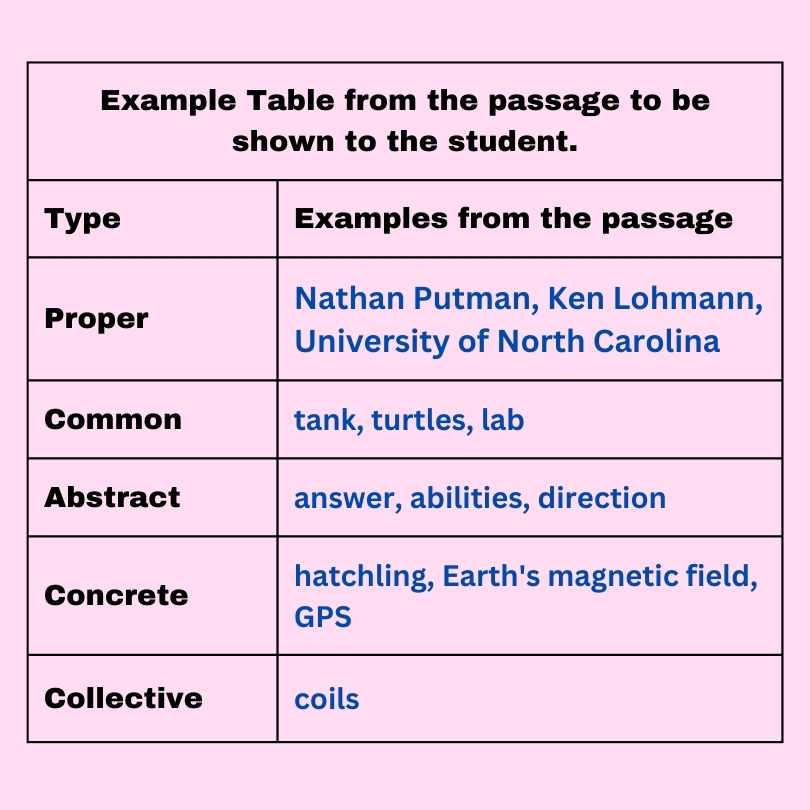 Example Table from the passage to be
shown to the student.
Type
Examples from the passage
Proper
Nathan Putman, Ken Lohmann,
University of North Carolina
Common
tank, turtles, lab
Abstract
answer, abilities, direction
Concrete
hatchling, Earth's magnetic field,
GPS
Collective
coils